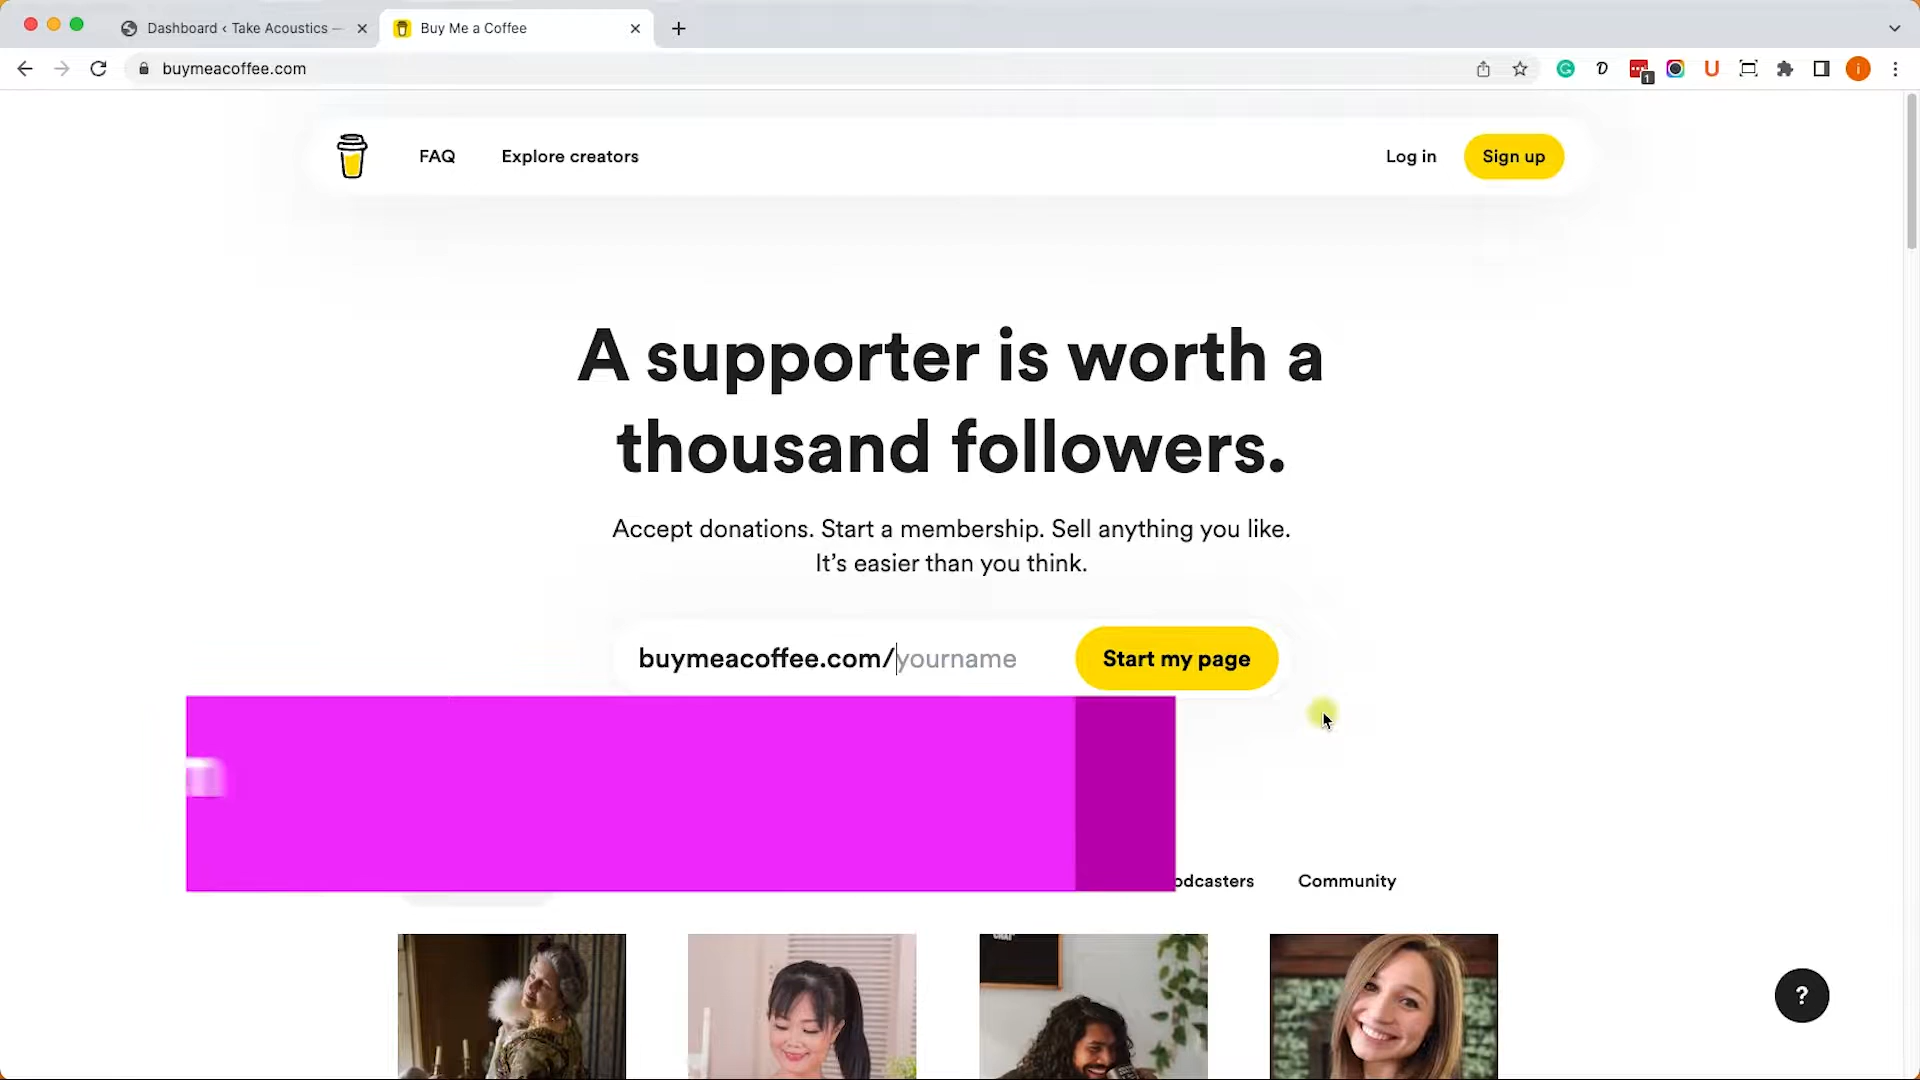 Dashboard ‹ Take Acoustics —
Buy Me a Coffee
buymeacoffee.com
1
i
FAQ
Explore creators
Log in
Sign up
A supporter is worth a
thousand followers.
Accept donations. Start a membership. Sell anything you like.
It’s easier than you think.
buymeacoffee.com/yourname
Start my page
odcasters
Community
?